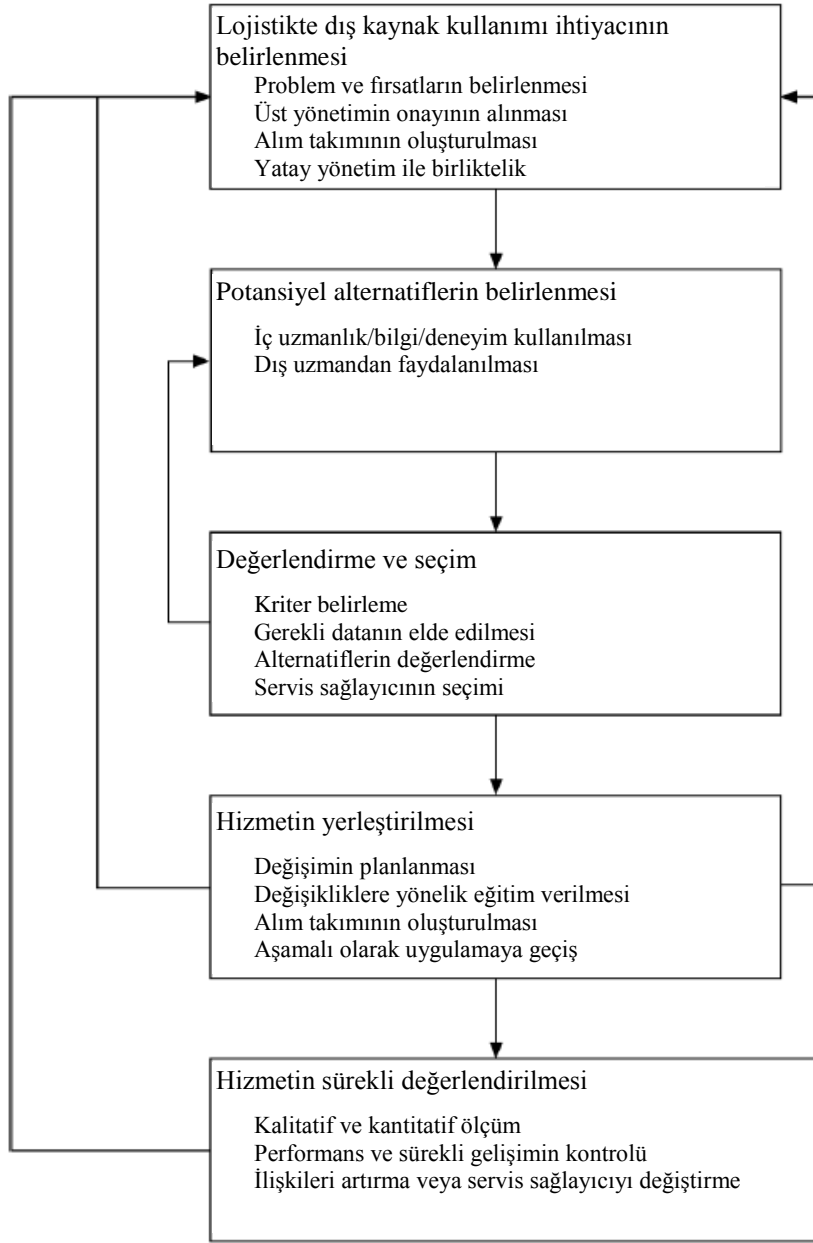 Lojistikte dış kaynak kullanımı ihtiyacının
belirlenmesi
Problem ve fırsatların belirlenmesi
Üst yönetimin onayının alınması
Alım takımının oluşturulması
Yatay yönetim ile birliktelik
Potansiyel alternatiflerin belirlenmesi
İç uzmanlık/bilgi/deneyim kullanılması
Dış uzmandan faydalanılması
Değerlendirme ve seçim
Kriter belirleme
Gerekli datanın elde edilmesi
Alternatiflerin değerlendirme
Servis sağlayıcının seçimi
Hizmetin yerleştirilmesi
Değişimin planlanması
Değişikliklere yönelik eğitim verilmesi
Alım takımının oluşturulması
Aşamalı olarak uygulamaya geçiş
Hizmetin sürekli değerlendirilmesi
Kalitatif ve kantitatif ölçüm
Performans ve sürekli gelişimin kontrolü
İlişkileri artırma veya servis sağlayıcıyı değiştirme